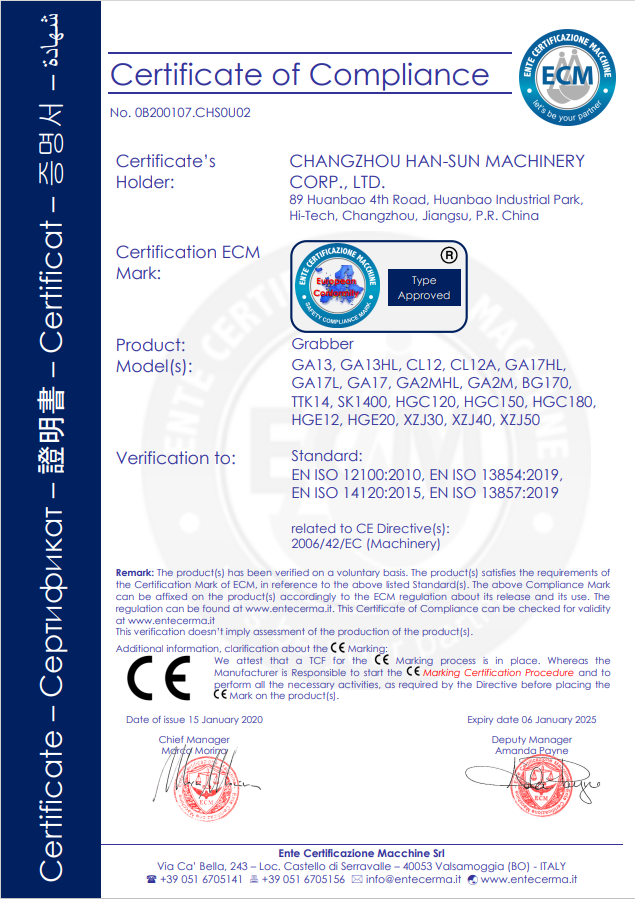 Certificate – Сертификат – 證明書 – Certificat – 증명서 – شهادة
Certificate of Compliance
No. 0B200107.CHS0U02
ENTE CERTIFICAZIONE MACCHINE
ECM
let's be your partner
Certificate's
Holder:
CHANGZHOU HAN-SUN MACHINERY
CORP., LTD.
89 Huanbao 4th Road, Huanbao Industrial Park,
Hi-Tech, Changzhou, Jiangsu, P.R. China
Certification ECM
Mark:
ENTE CERTIFICAZIONE MACCHINE
European
Conformity
SAFETY COMPLIANCE MARK
®
Type
Approved
Product:
Grabber
Model(s):
GA13, GA13HL, CL12, CL12A, GA17HL,
GA17L, GA17, GA2MHL, GA2M, BG170,
TTK14, SK1400, HGC120, HGC150, HGC180,
HGE12, HGE20, XZJ30, XZJ40, XZJ50
Verification to:
Standard:
EN ISO 12100:2010, EN ISO 13854:2019,
EN ISO 14120:2015, EN ISO 13857:2019
related to CE Directive(s):
2006/42/EC (Machinery)
Remark: The product(s) has been verified on a voluntary basis. The product(s) satisfies the requirements of
the Certification Mark of ECM, in reference to the above listed Standard(s). The above Compliance Mark
can be affixed on the product(s) accordingly to the ECM regulation about its release and its use. The
regulation can be found at www.entecerma.it. This Certificate of Compliance can be checked for validity
at www.entecerma.it
This verification doesn't imply assessment of the production of the product(s).
Additional information, clarification about the CE Marking:
CE
We attest that a TCF for the CE Marking process is in place. Whereas the
Manufacturer is Responsible to start the CE Marking Certification Procedure and to
perform all the necessary activities, as required by the Directive before placing the
CE Mark on the product(s).
Date of issue 15 January 2020
Expiry date 06 January 2025
Chief Manager
Marco Morina
Deputy Manager
Amanda Payne
ECM
ECM
Ente Certificazione Macchine Srl
Via Ca' Bella, 243 – Loc. Castello di Serravalle – 40053 Valsamoggia (BO) - ITALY
☎ +39 051 6705141 +39 051 6705156 ✉ info@entecerma.it www.entecerma.it